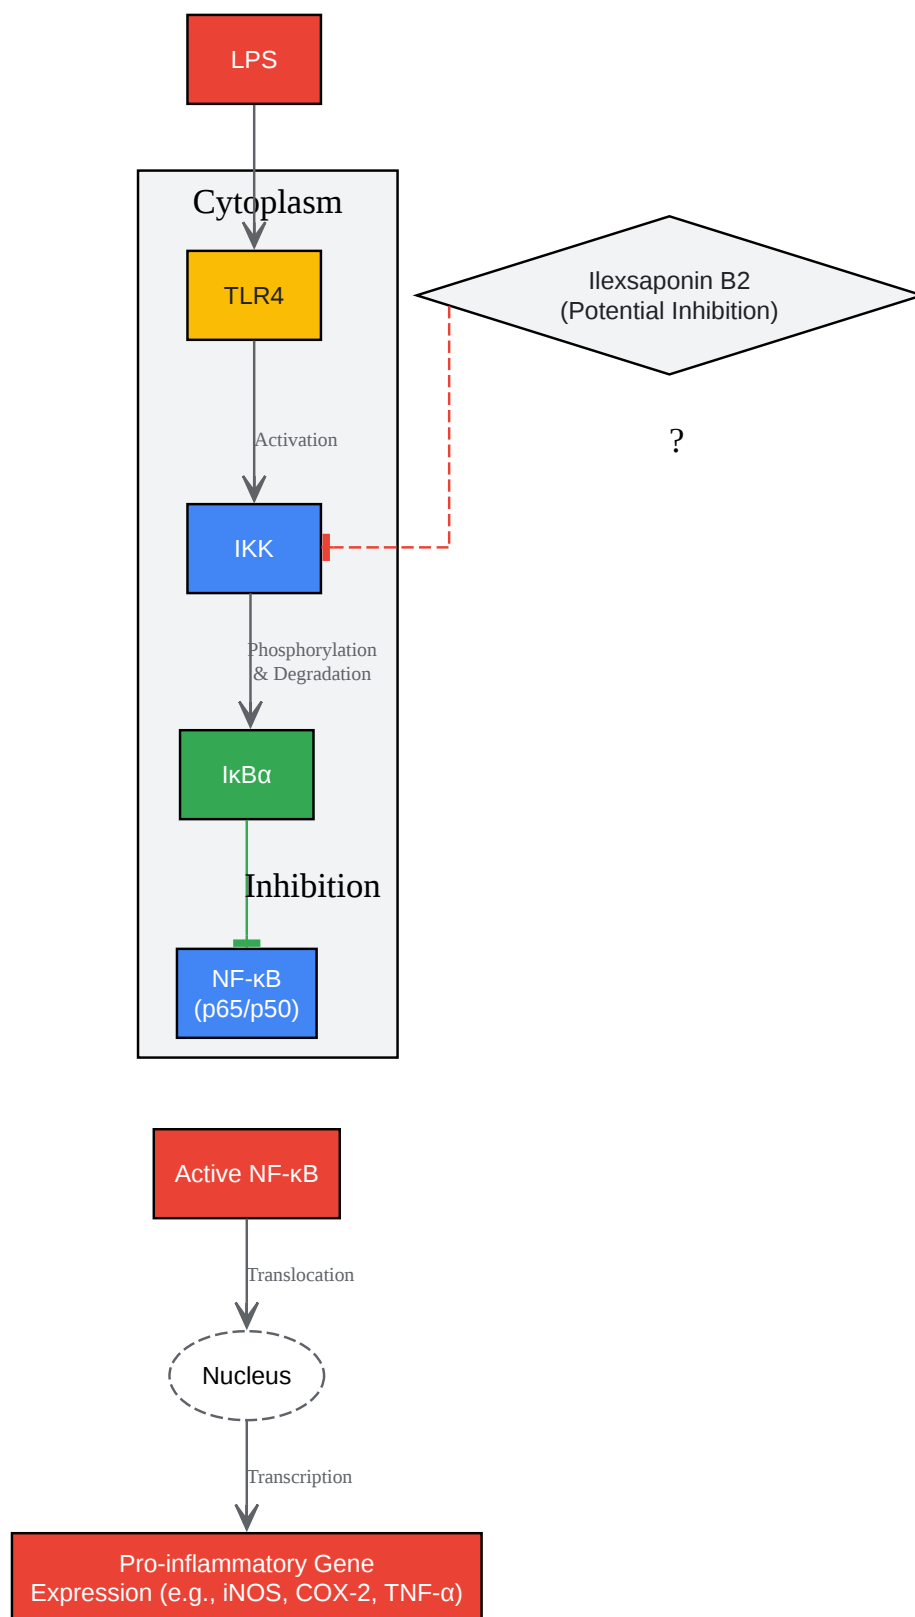 LPS
Cytoplasm
TLR4
Ilexsaponin B2
(Potential Inhibition)
Activation
?
IKK
Phosphorylation
& Degradation
IκBα
Inhibition
NF-κB
(p65/p50)
Active NF-κB
Translocation
Nucleus
Transcription
Pro-inflammatory Gene
Expression (e.g., iNOS, COX-2, TNF-α)